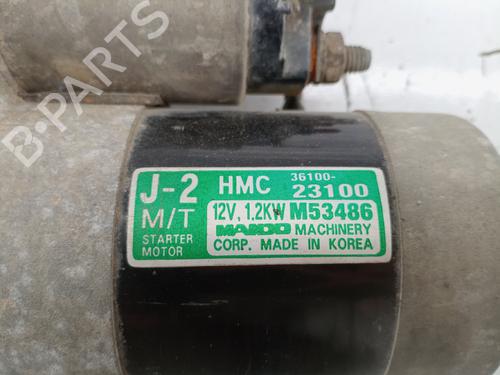 B-PARTS
J-2 HMC 36100-
23100
M/T 12V, 1.2KW M53486
STARTER MANDO MACHINERY
MOTOR CORP. MADE IN KOREA